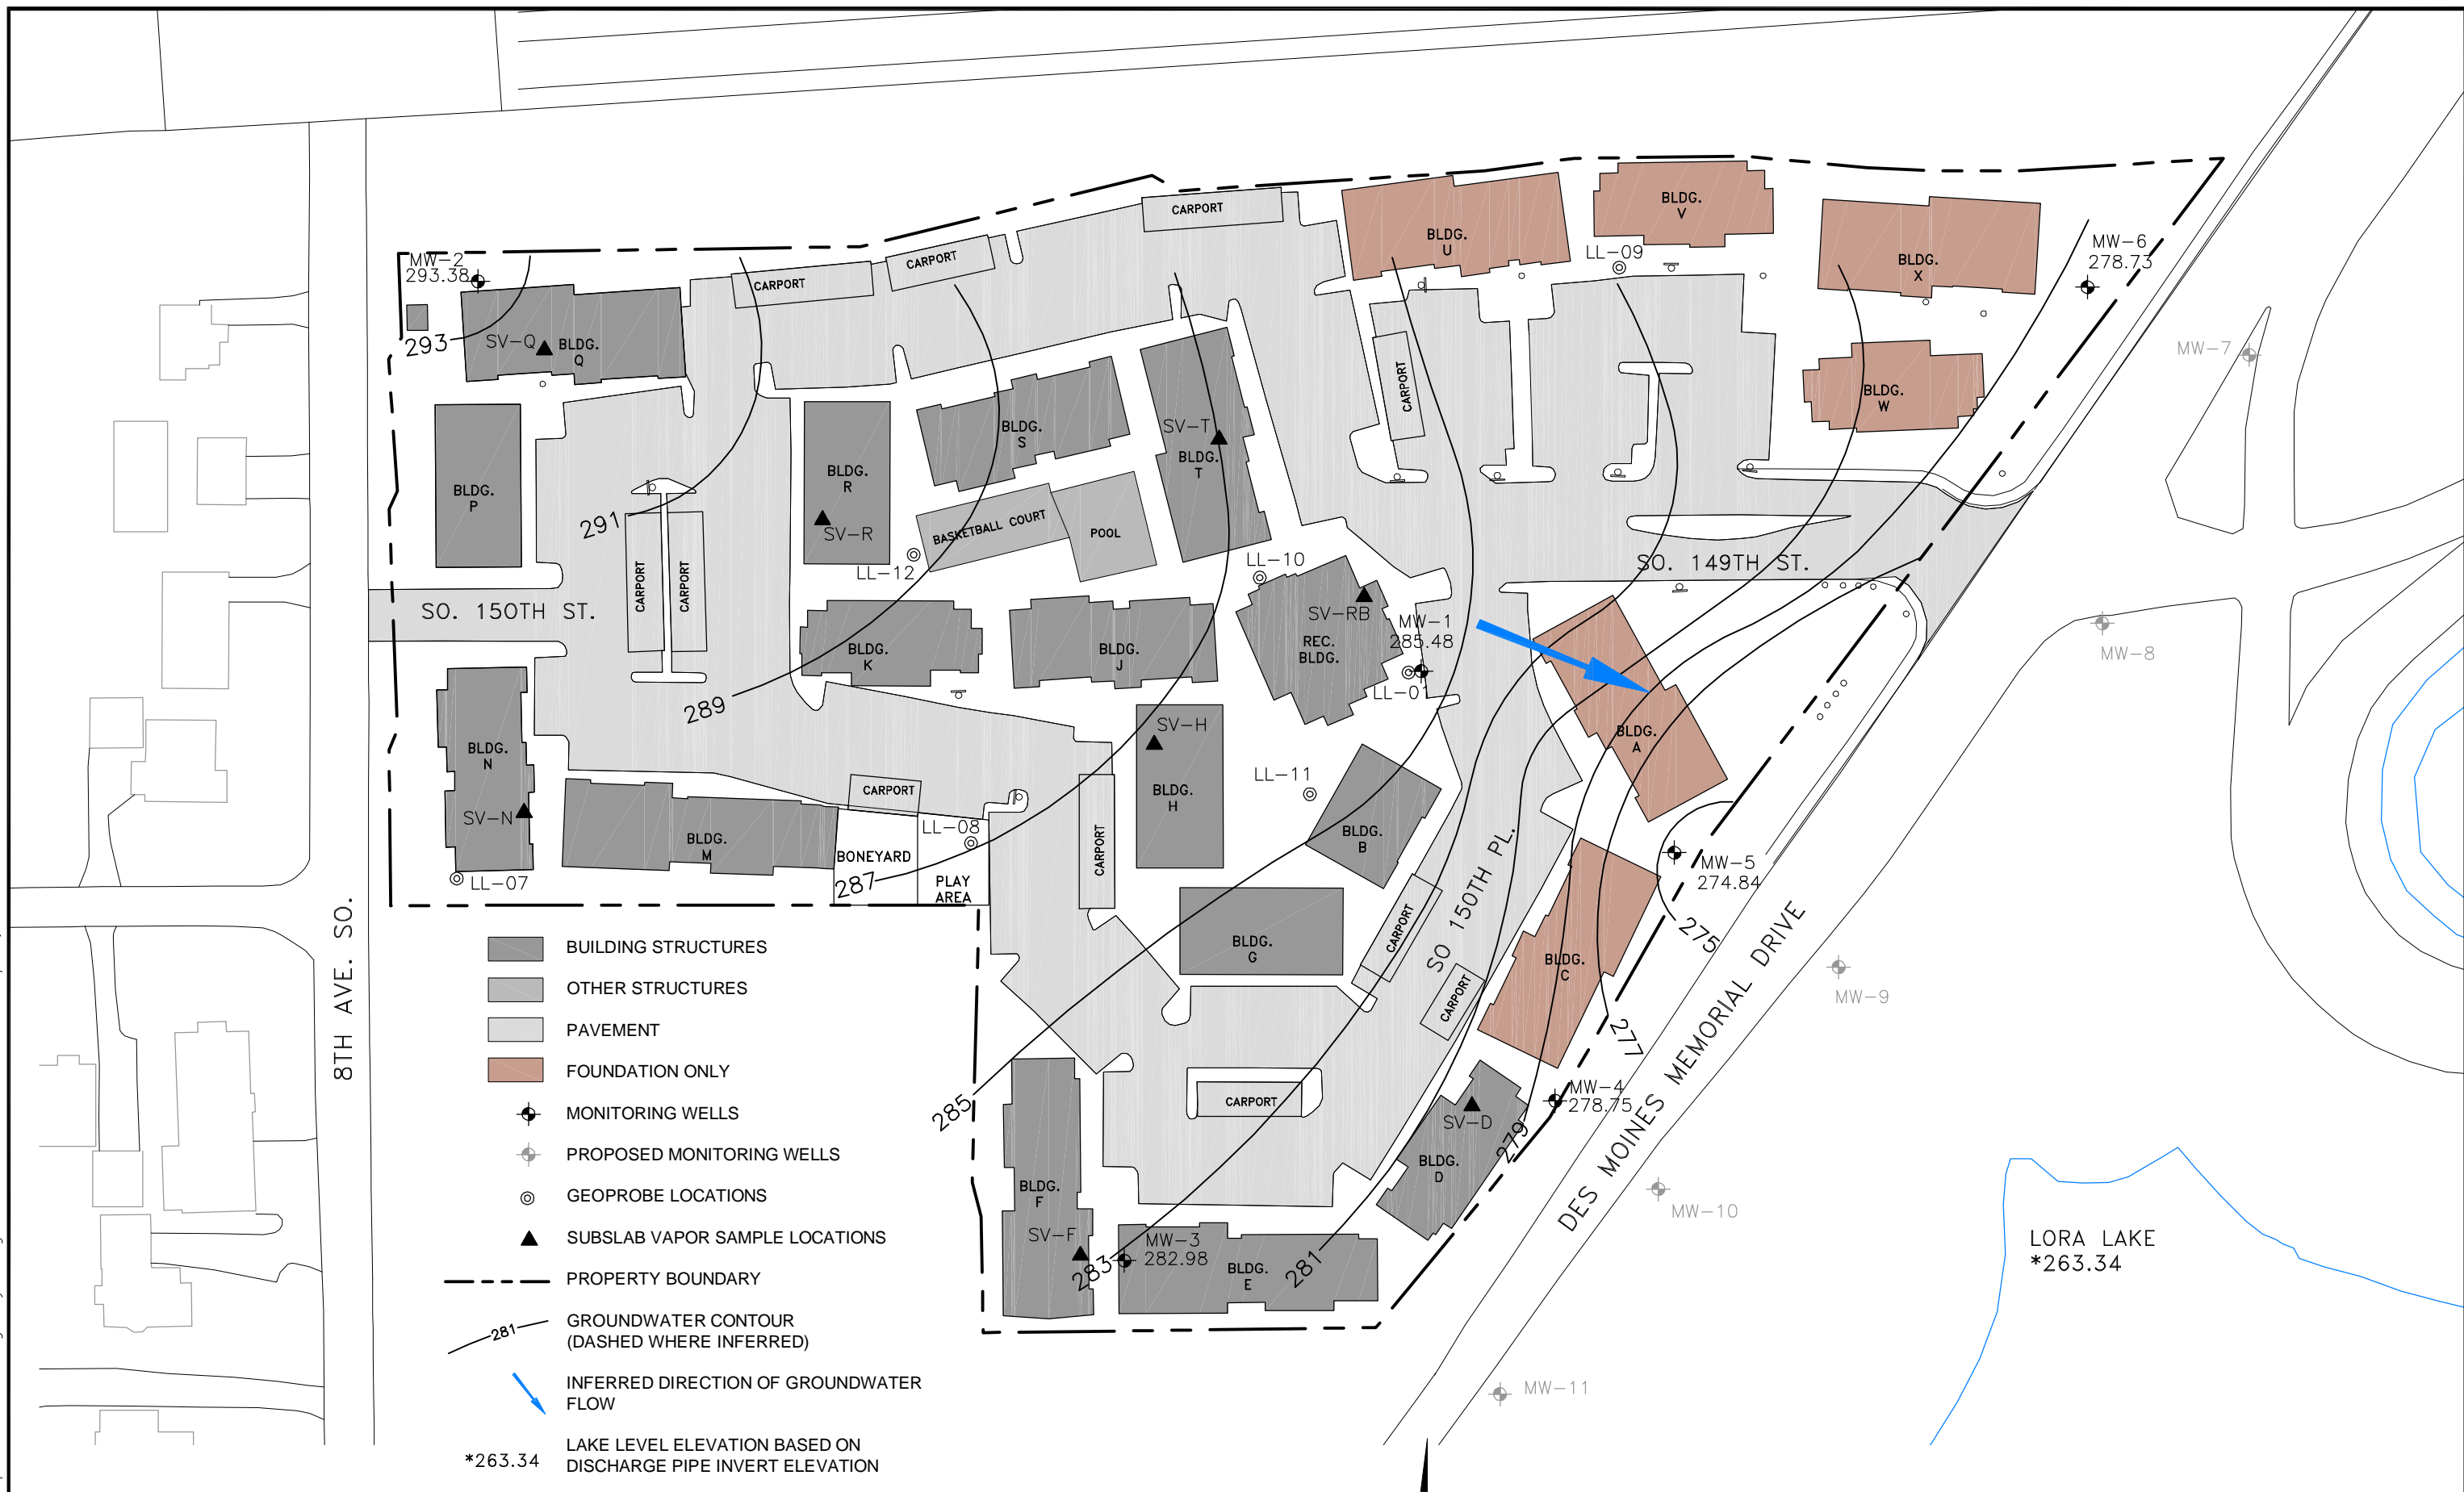 CARPORT
BLDG.
V
BLDG.
U
MW-2
293.38
CARPORT
CARPORT
LL-09
BLDG.
X
MW-6
278.73
293
SV-Q
BLDG.
Q
MW-7
CARPORT
BLDG.
W
BLDG.
S
SV-T
BLDG.
T
BLDG.
P
BLDG.
R
SV-R
291
BASKETBALL COURT
POOL
LL-12
LL-10
SO. 149TH ST.
CARPORT
CARPORT
SO. 150TH ST.
SV-RB
REC.
BLDG.
MW-1
285.48
LL-01
MW-8
BLDG.
K
BLDG.
J
289
SV-H
BLDG.
A
BLDG.
N
SV-N
LL-11
BLDG.
H
CARPORT
BLDG.
M
LL-08
CARPORT
BLDG.
B
BONEYARD
287
PLAY
AREA
MW-5
274.84
LL-07
275
SO 150TH PL.
CARPORT
BLDG.
G
BLDG.
C
MW-9
8TH AVE. SO.
CARPORT
277
DES MOINES MEMORIAL DRIVE
285
CARPORT
MW-4
278.75
SV-D
279
BLDG.
D
BLDG.
F
MW-10
SV-F
283
MW-3
282.98
BLDG.
E
281
LORA LAKE
*263.34
MW-11
BUILDING STRUCTURES
OTHER STRUCTURES
PAVEMENT
FOUNDATION ONLY
MONITORING WELLS
PROPOSED MONITORING WELLS
GEOPROBE LOCATIONS
SUBSLAB VAPOR SAMPLE LOCATIONS
PROPERTY BOUNDARY
281
GROUNDWATER CONTOUR
(DASHED WHERE INFERRED)
INFERRED DIRECTION OF GROUNDWATER
FLOW
*263.34
LAKE LEVEL ELEVATION BASED ON
DISCHARGE PIPE INVERT ELEVATION